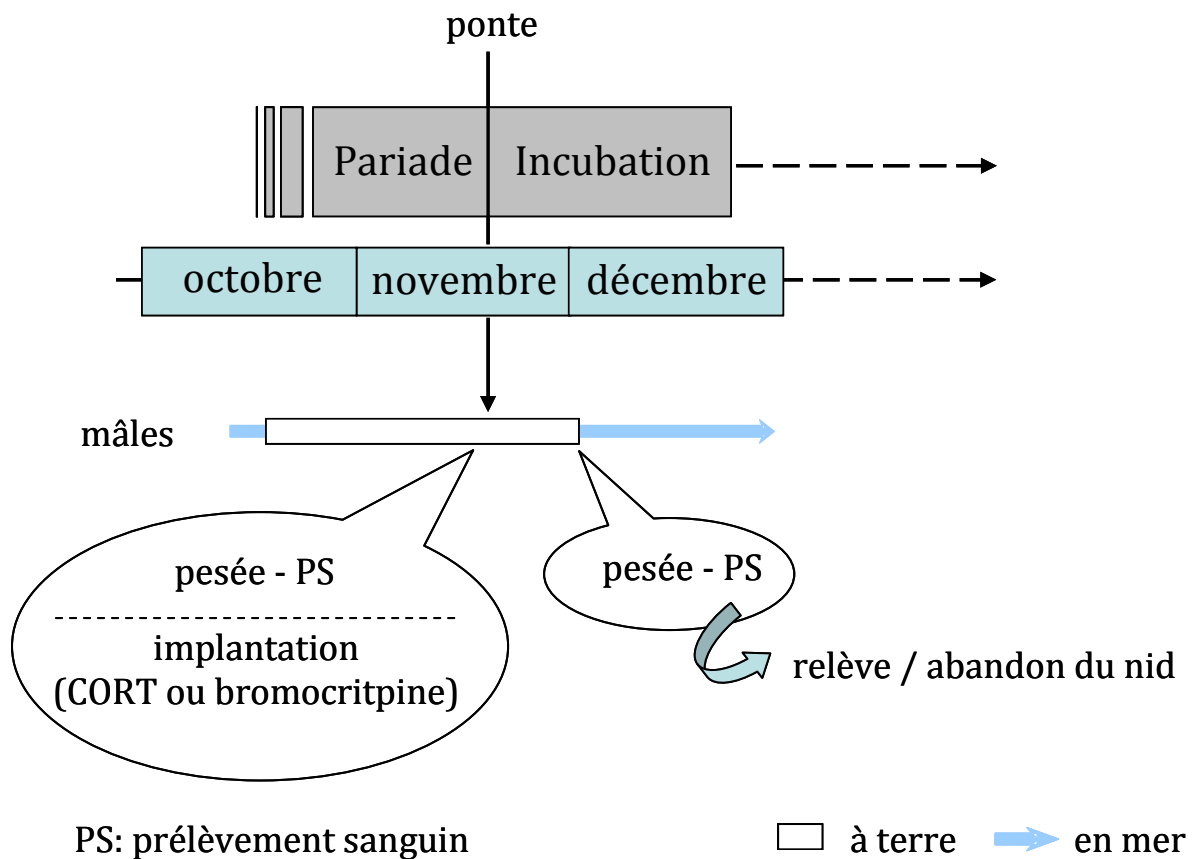 ponte
Pariade Incubation
octobre novembre décembre
mâles
pesée - PS
implantation
(CORT ou bromocritpine)
pesée - PS
relève / abandon du nid
PS: prélèvement sanguin
à terre en mer